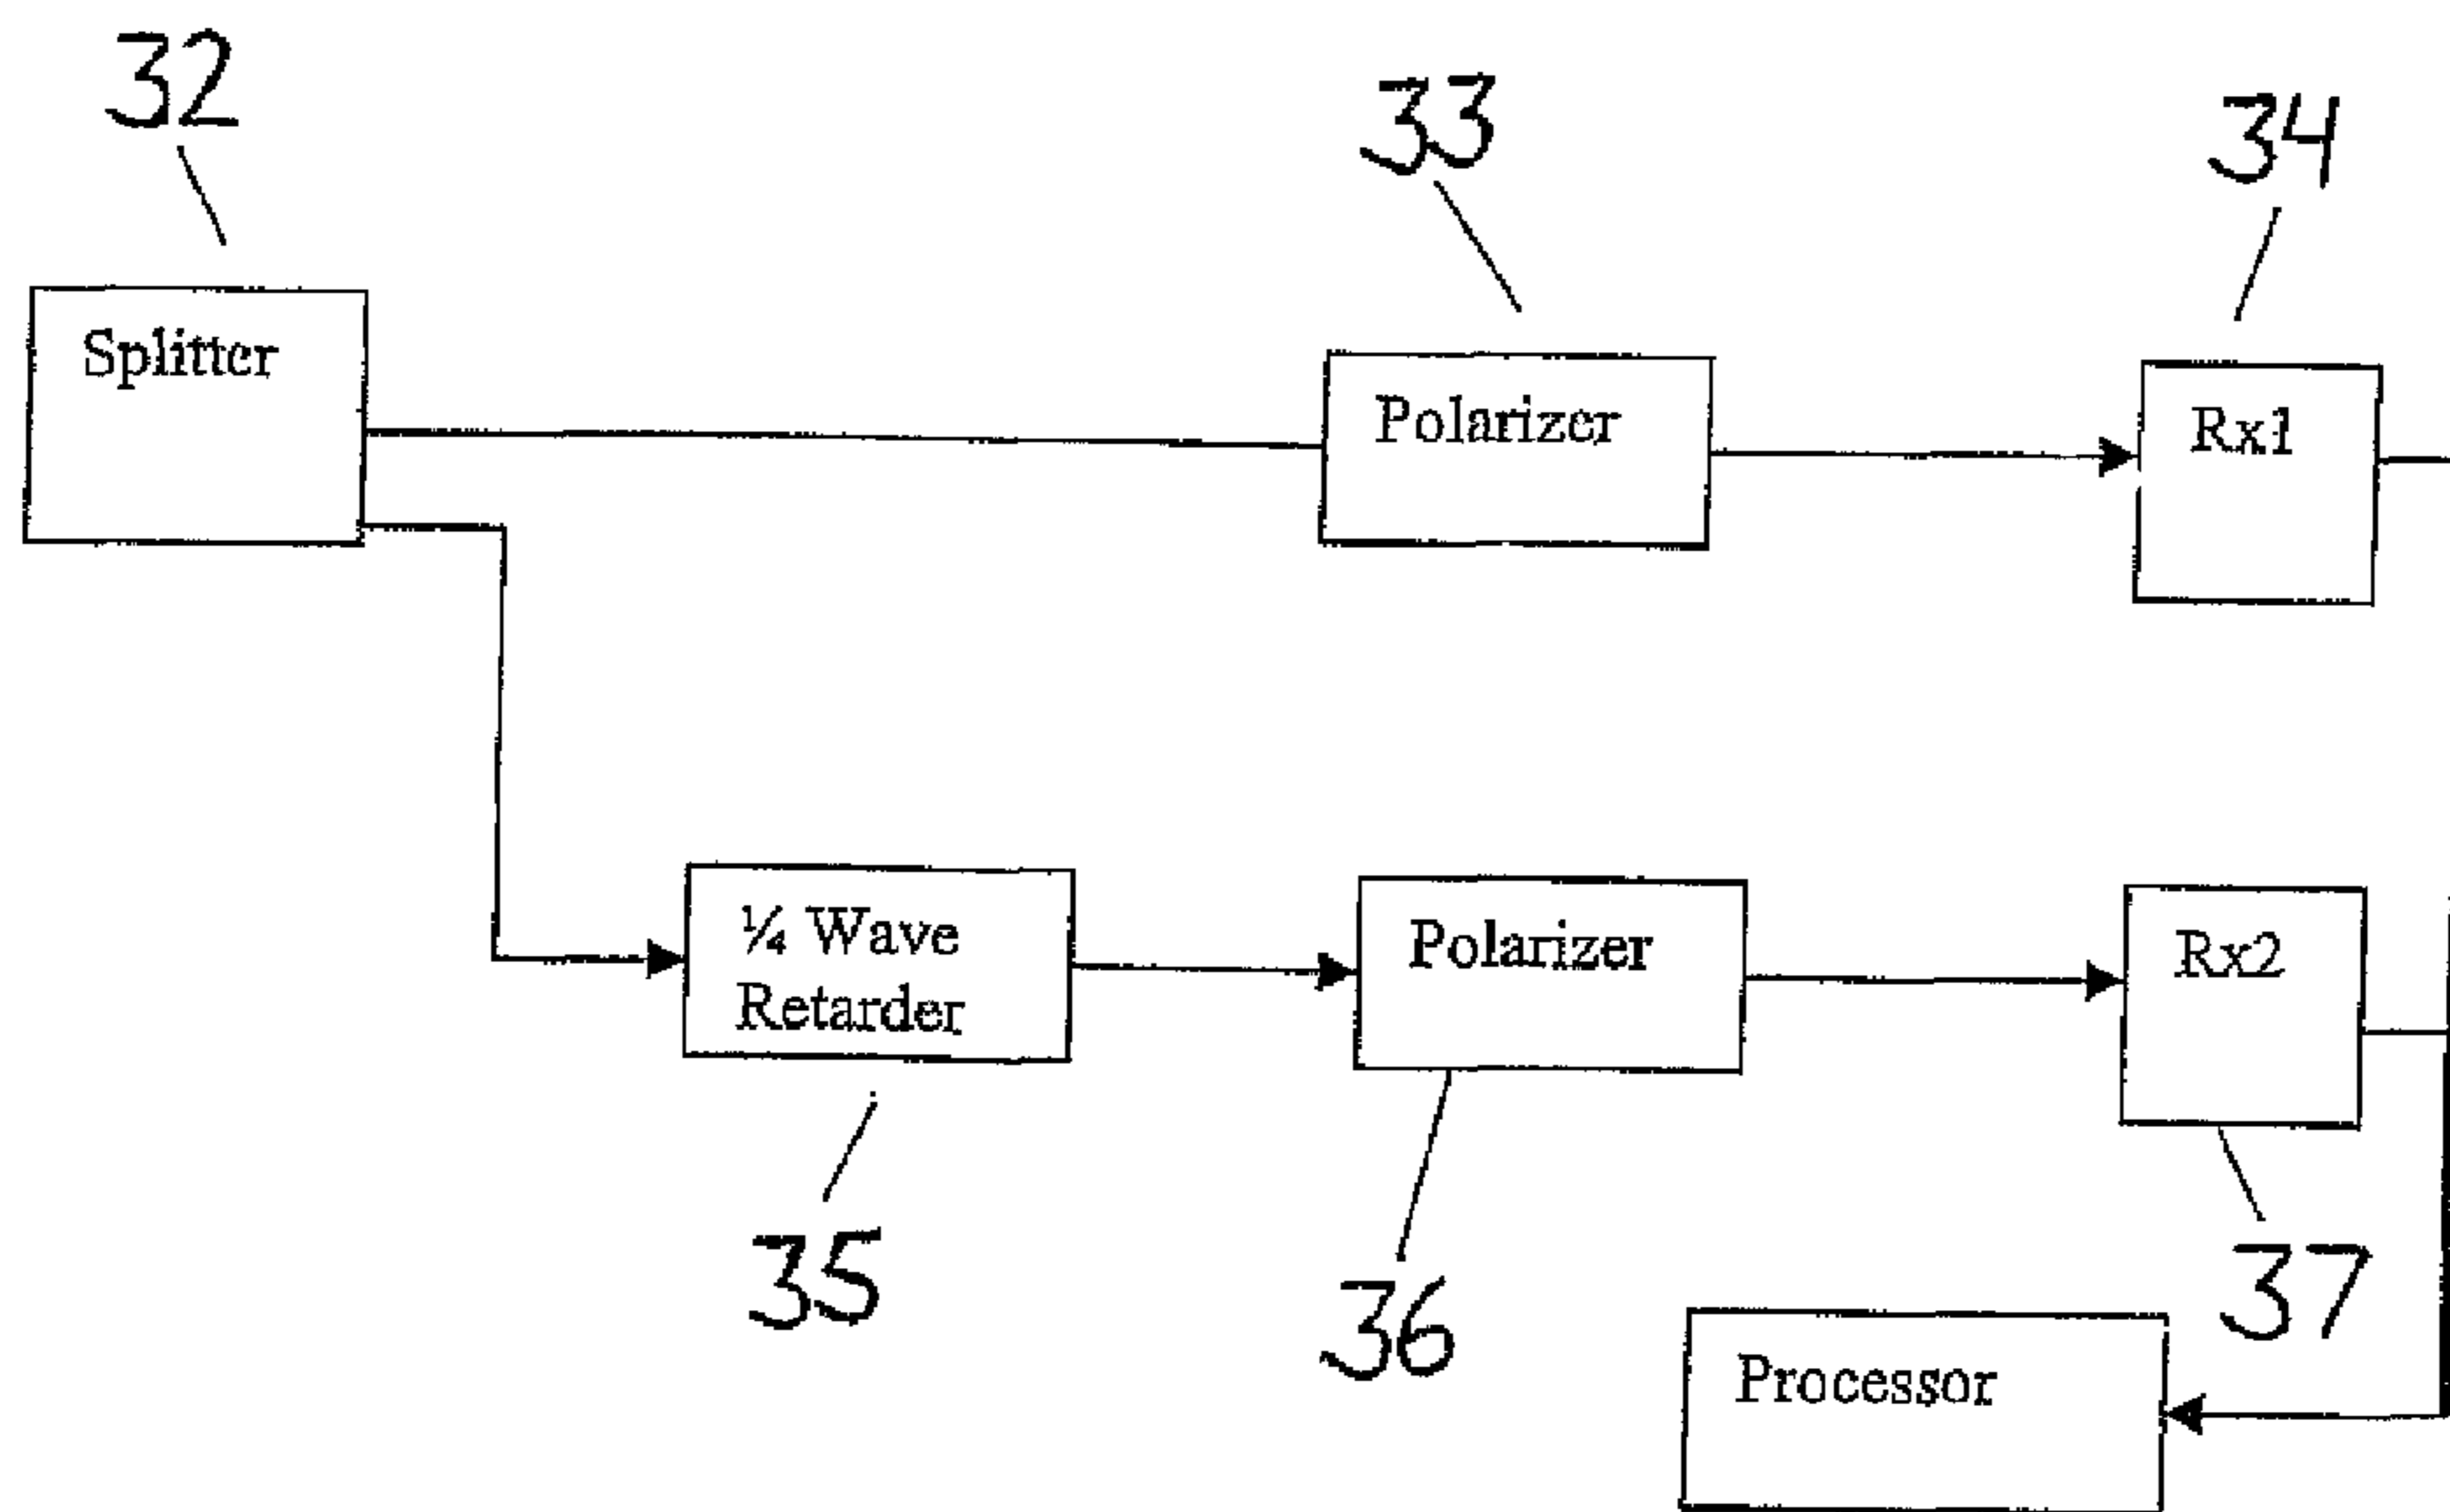 32
33
34
Splitter
Polarizer
Rx1
¼ Wave
Retarder
Polarizer
Rx2
35
36
37
Processor